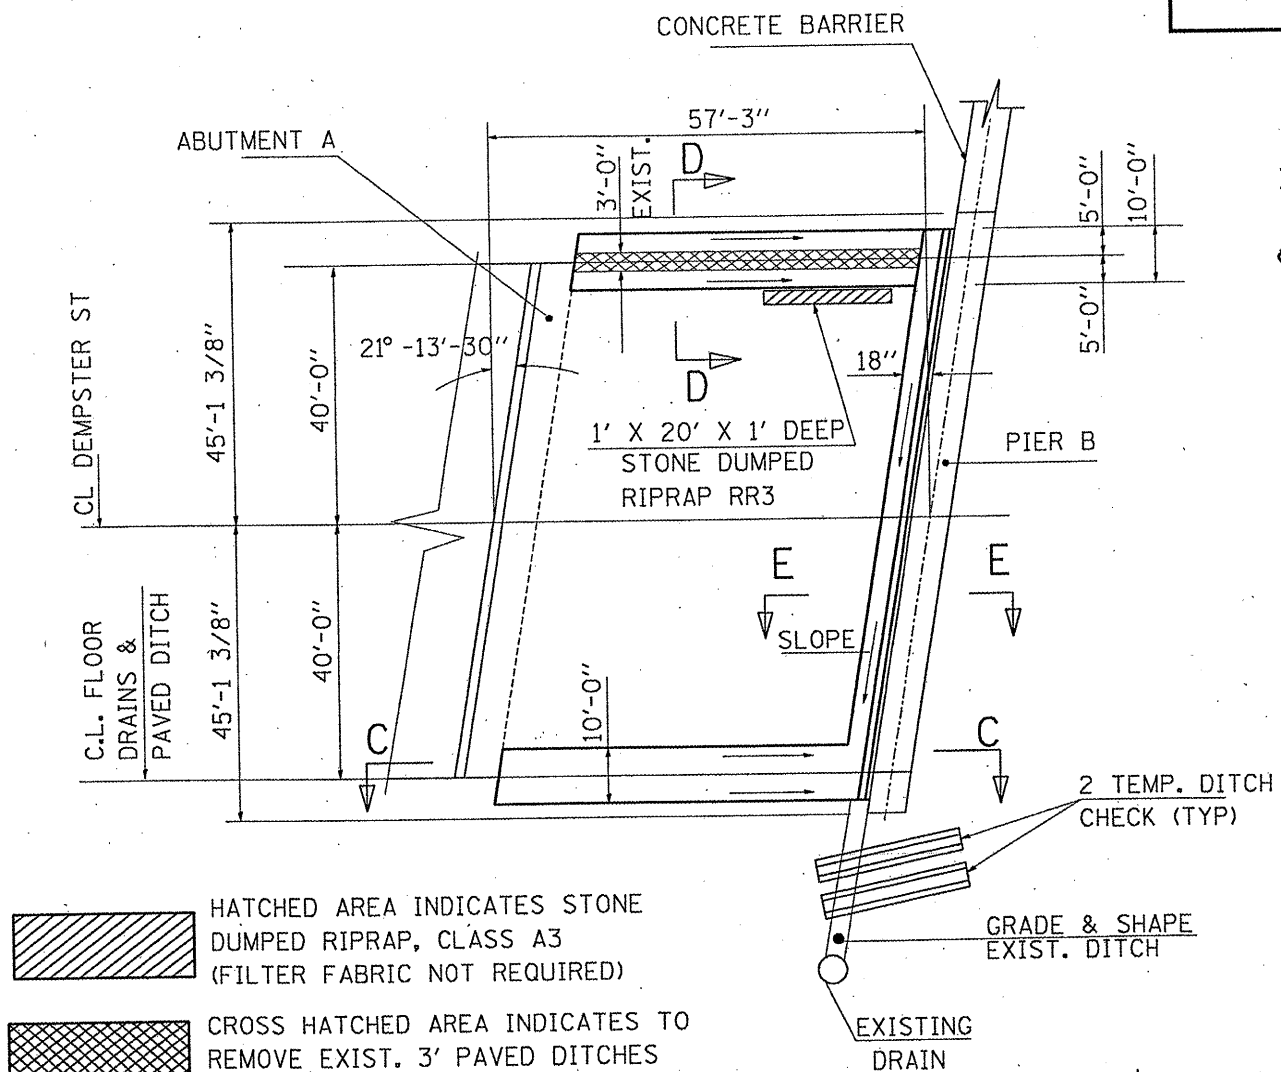 CONCRETE BARRIER
57'-3"
ABUTMENT A
3'-0"
EXIST.
D
5'-0"
10'-0"
5'-0"
CL DEMPSTER ST
45'-1 3/8"
40'-0"
21° -13'-30"
D
18"
1' X 20' X 1' DEEP
STONE DUMPED
RIPRAP RR3
PIER B
E
E
SLOPE
C.L. FLOOR
DRAINS &
PAVED DITCH
45'-1 3/8"
40'-0"
10'-0"
C
C
2 TEMP. DITCH
CHECK (TYP)
HATCHED AREA INDICATES STONE
DUMPED RIPRAP, CLASS A3
(FILTER FABRIC NOT REQUIRED)
GRADE & SHAPE
EXIST. DITCH
CROSS HATCHED AREA INDICATES TO
REMOVE EXIST. 3' PAVED DITCHES
EXISTING
DRAIN